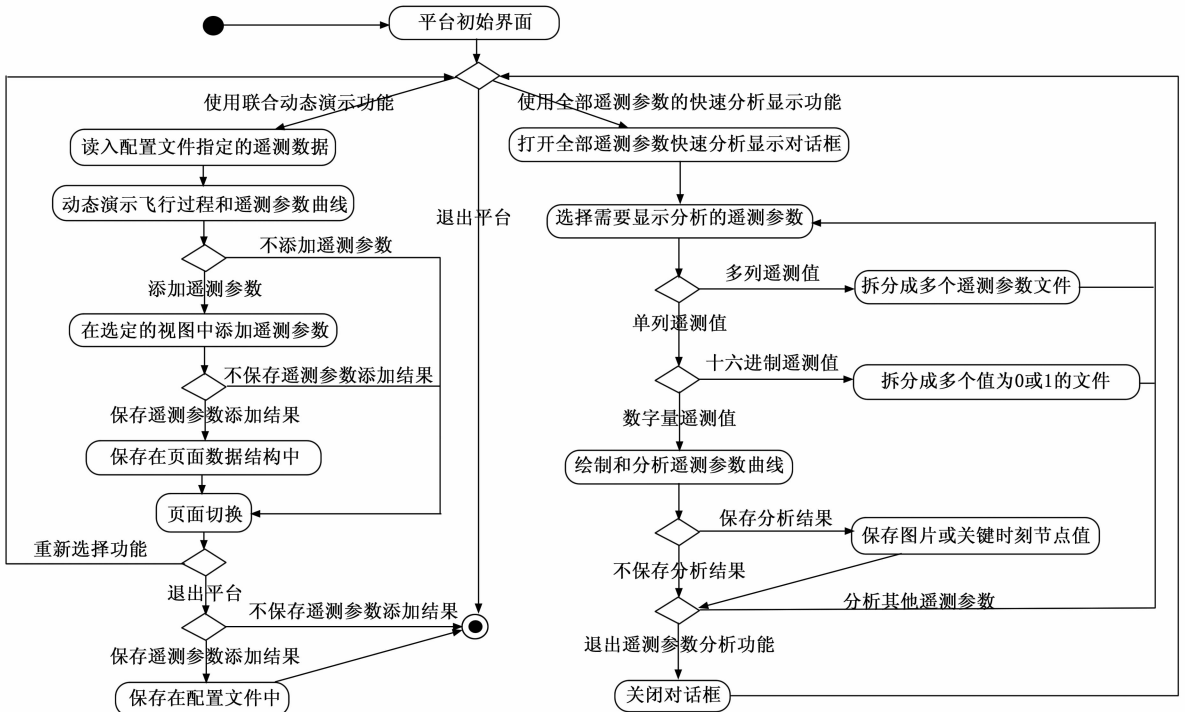 平台初始界面
使用联合动态演示功能
使用全部遥测参数的快速分析显示功能
读入配置文件指定的遥测数据
打开全部遥测参数快速分析显示对话框
动态演示飞行过程和遥测参数曲线
退出平台
选择需要显示分析的遥测参数
不添加遥测参数
添加遥测参数
多列遥测值
拆分成多个遥测参数文件
在选定的视图中添加遥测参数
单列遥测值
不保存遥测参数添加结果
十六进制遥测值
拆分成多个值为0或1的文件
保存遥测参数添加结果
数字量遥测值
保存在页面数据结构中
绘制和分析遥测参数曲线
页面切换
保存分析结果
保存图片或关键时刻节点值
重新选择功能
不保存分析结果
退出平台
不保存遥测参数添加结果
分析其他遥测参数
保存遥测参数添加结果
退出遥测参数分析功能
保存在配置文件中
关闭对话框